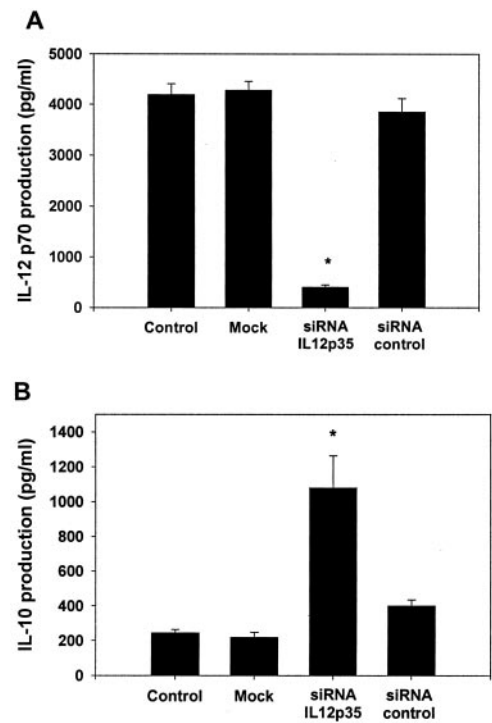 A
IL-12 p70 production (pg/ml)
5000
4000
3000
2000
1000
0
*
Control
Mock
siRNA
IL12p35
siRNA
control
B
IL-10 production (pg/ml)
1400
1200
1000
800
600
400
200
0
*
Control
Mock
siRNA
IL12p35
siRNA
control